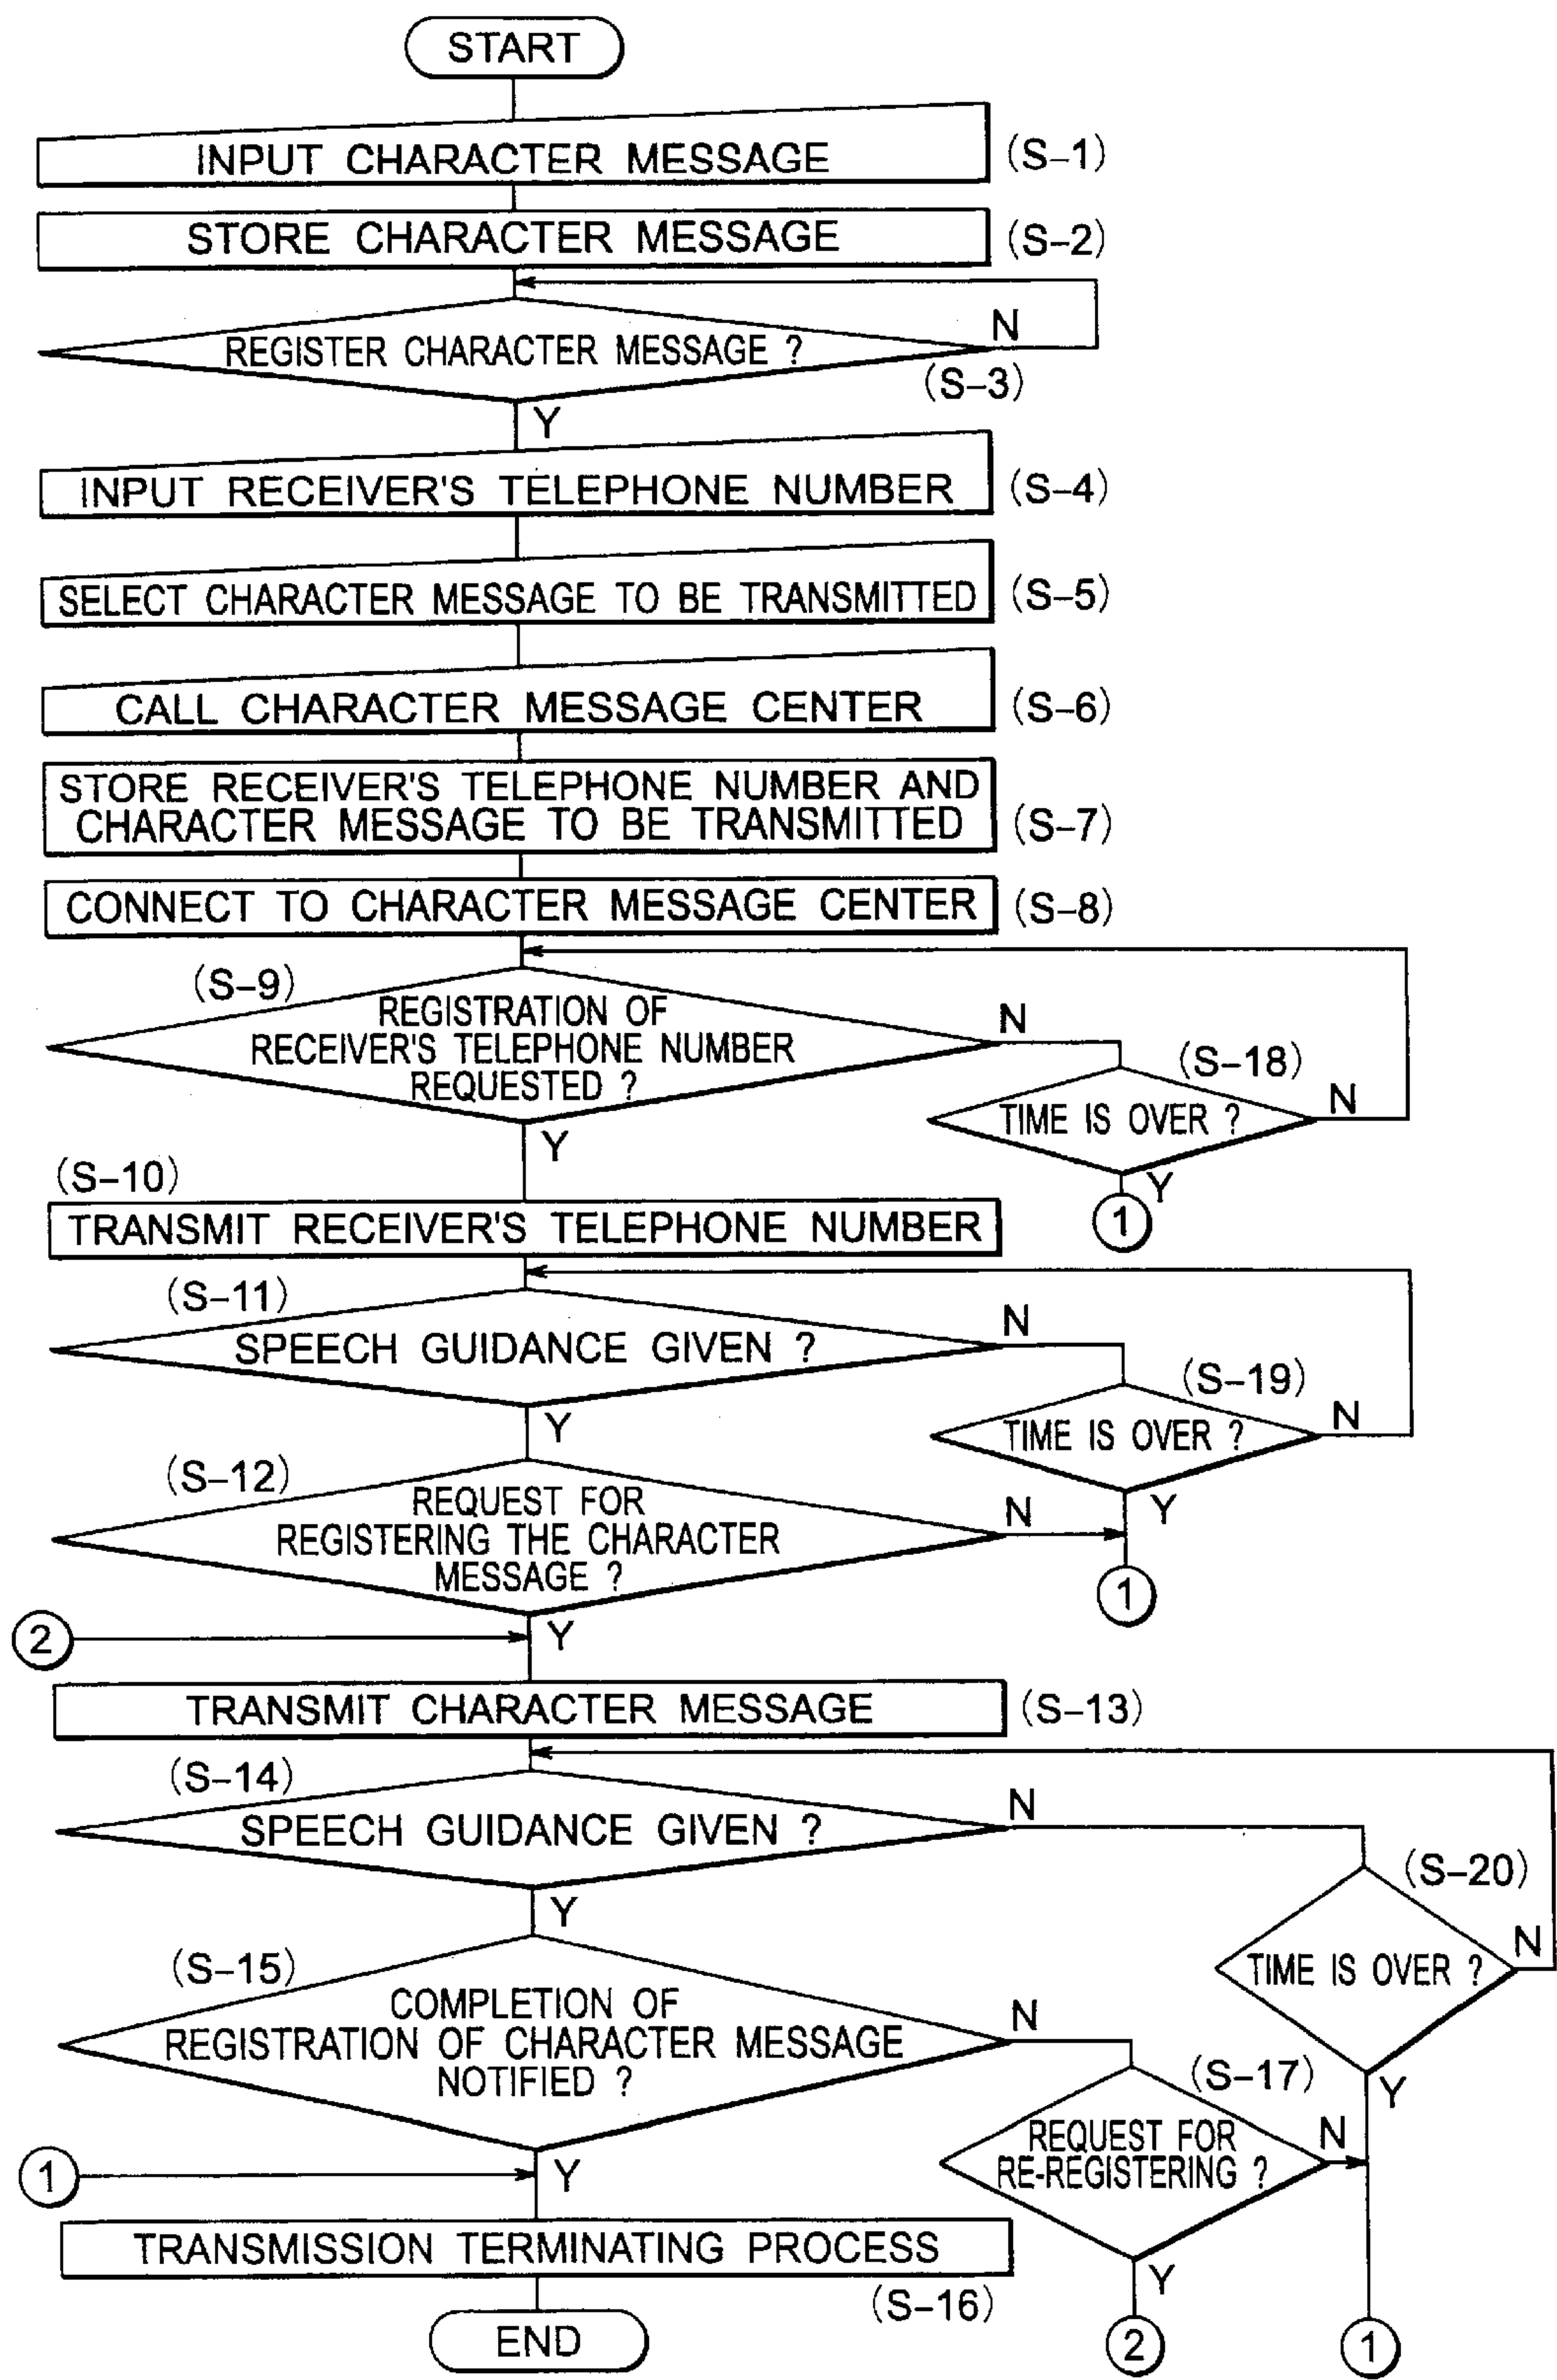 START
INPUT CHARACTER MESSAGE (S-1)
STORE CHARACTER MESSAGE (S-2)
N
REGISTER CHARACTER MESSAGE ?
(S-3)
Y
INPUT RECEIVER'S TELEPHONE NUMBER (S-4)
SELECT CHARACTER MESSAGE TO BE TRANSMITTED (S-5)
CALL CHARACTER MESSAGE CENTER (S-6)
STORE RECEIVER'S TELEPHONE NUMBER AND
CHARACTER MESSAGE TO BE TRANSMITTED (S-7)
CONNECT TO CHARACTER MESSAGE CENTER (S-8)
(S-9)
REGISTRATION OF
RECEIVER'S TELEPHONE NUMBER
REQUESTED ?
N
(S-18)
TIME IS OVER ?
N
Y
Y
1
(S-10)
TRANSMIT RECEIVER'S TELEPHONE NUMBER
(S-11)
SPEECH GUIDANCE GIVEN ?
N
(S-19)
TIME IS OVER ?
N
Y
Y
(S-12)
REQUEST FOR
REGISTERING THE CHARACTER
MESSAGE ?
N
1
2
Y
TRANSMIT CHARACTER MESSAGE (S-13)
(S-14)
SPEECH GUIDANCE GIVEN ?
N
(S-20)
TIME IS OVER ?
N
Y
Y
(S-15)
COMPLETION OF
REGISTRATION OF CHARACTER MESSAGE
NOTIFIED ?
N
(S-17)
REQUEST FOR
RE-REGISTERING ?
N
1
Y
TRANSMISSION TERMINATING PROCESS
(S-16)
Y
END
2
1